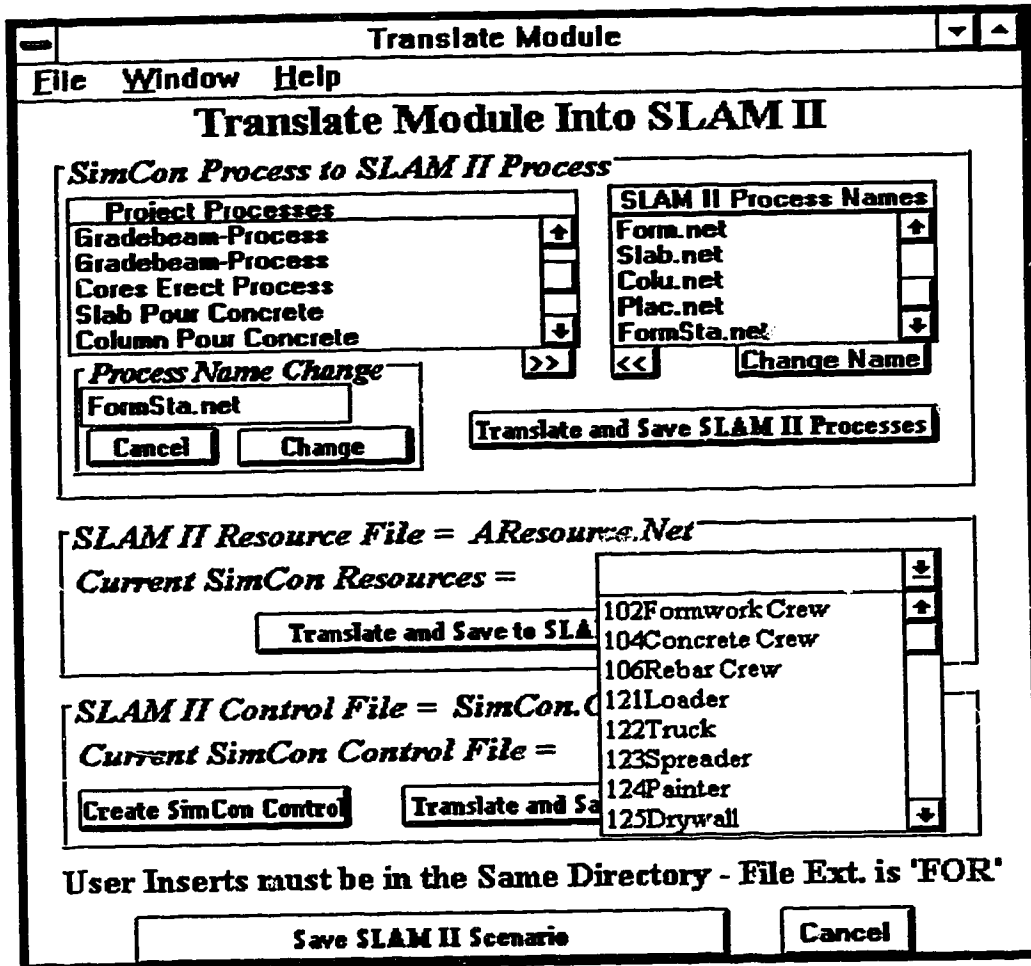 Translate Module
File Window Help
Translate Module Into SLAM II
SimCon Process to SLAM II Process
Project Processes
Gradebeam-Process
Gradebeam-Process
Cores Erect Process
Slab Pour Concrete
Column Pour Concrete
SLAM II Process Names
Form.net
Slab.net
Colu.net
Plac.net
FormSta.net
>> << Change Name
Process Name Change
FormSta.net
Cancel Change
Translate and Save SLAM II Processes
SLAM II Resource File = AResource.Net
Current SimCon Resources =
Translate and Save to SLA
102Formwork Crew
104Concrete Crew
106Rebar Crew
121Loader
122Truck
123Spreader
124Painter
125Drywall
SLAM II Control File = SimCon.C
Current SimCon Control File =
Create SimCon Control Translate and Sa
User Inserts must be in the Same Directory - File Ext. is 'FOR'
Save SLAM II Scenario Cancel